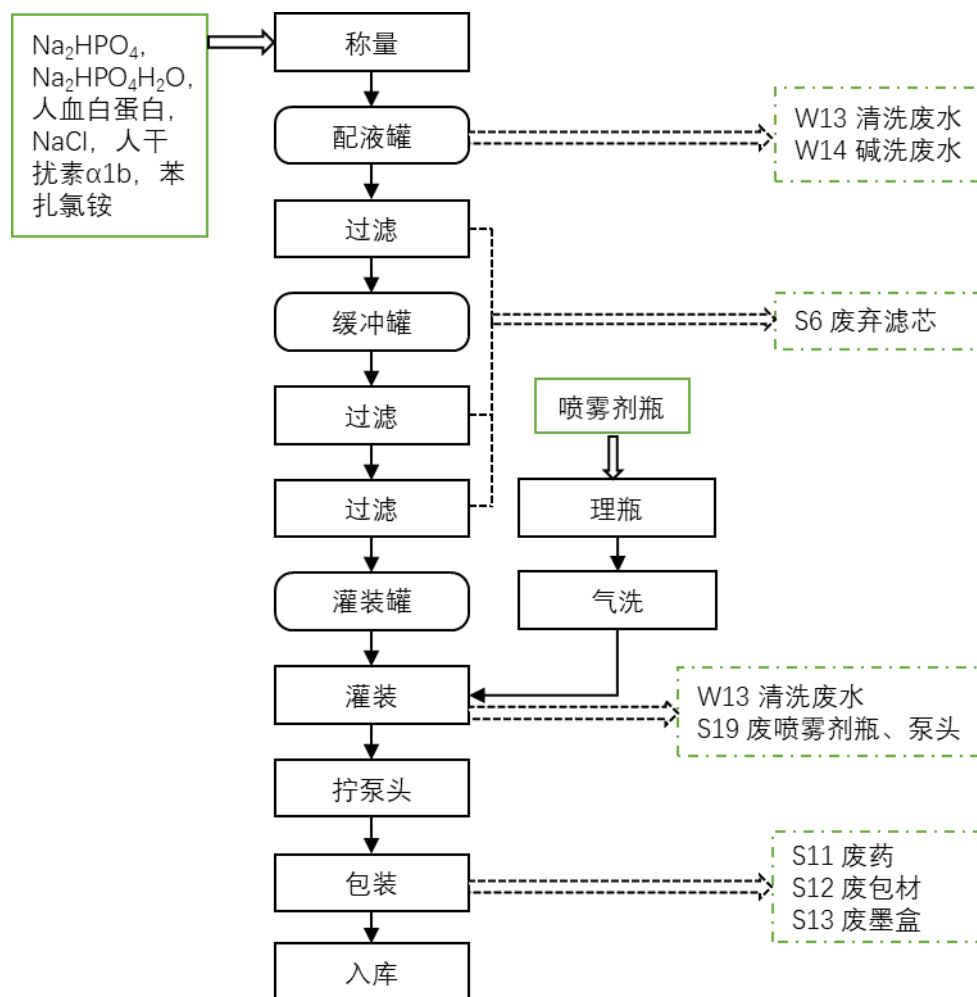 Na₂HPO₄,
Na₂HPO₄H₂O,
人血白蛋白,
NaCl, 人干
扰素α1b, 苯
扎氯铵
称量
配液罐
W13 清洗废水
W14 碱洗废水
过滤
缓冲罐
S6 废弃滤芯
过滤
喷雾剂瓶
过滤
理瓶
灌装罐
气洗
灌装
W13 清洗废水
S19 废喷雾剂瓶、泵头
拧泵头
包装
S11 废药
S12 废包材
S13 废墨盒
入库